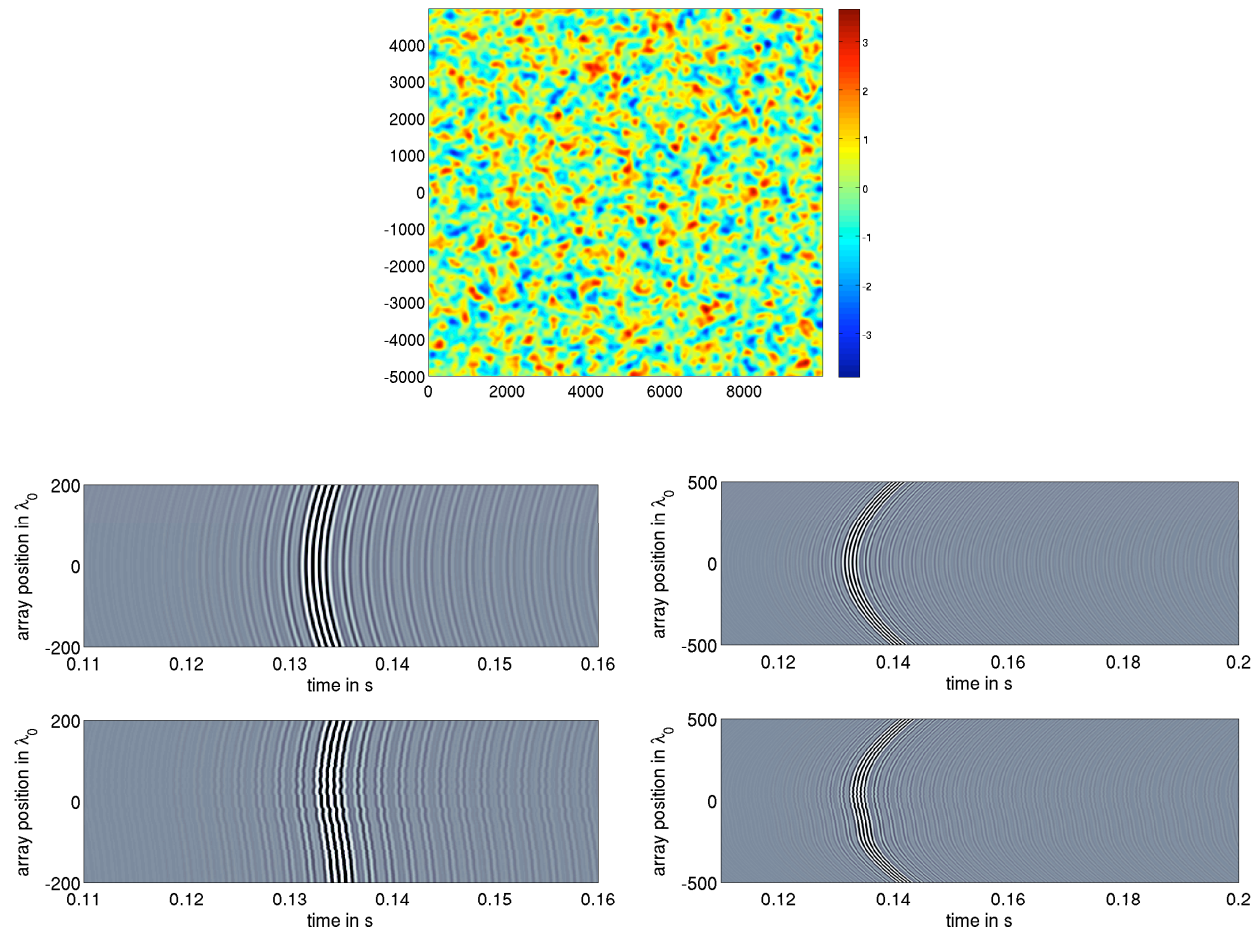 4000
3000
2000
1000
0
-1000
-2000
-3000
-4000
-5000
0 2000 4000 6000 8000
3
2
1
0
-1
-2
-3
array position in λ0
200
0
-200
0.11 0.12 0.13 0.14 0.15 0.16
time in s
array position in λ0
500
0
-500
0.12 0.14 0.16 0.18 0.2
time in s
array position in λ0
200
0
-200
0.11 0.12 0.13 0.14 0.15 0.16
time in s
array position in λ0
500
0
-500
0.12 0.14 0.16 0.18 0.2
time in s